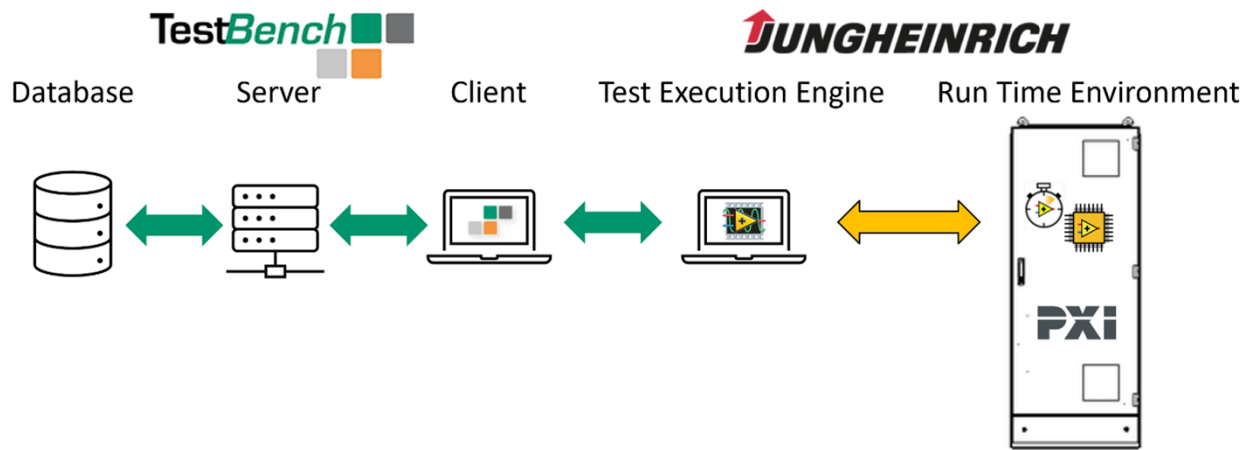 TestBench
JUNGHEINRICH
Database
Server
Client
Test Execution Engine
Run Time Environment
PXI